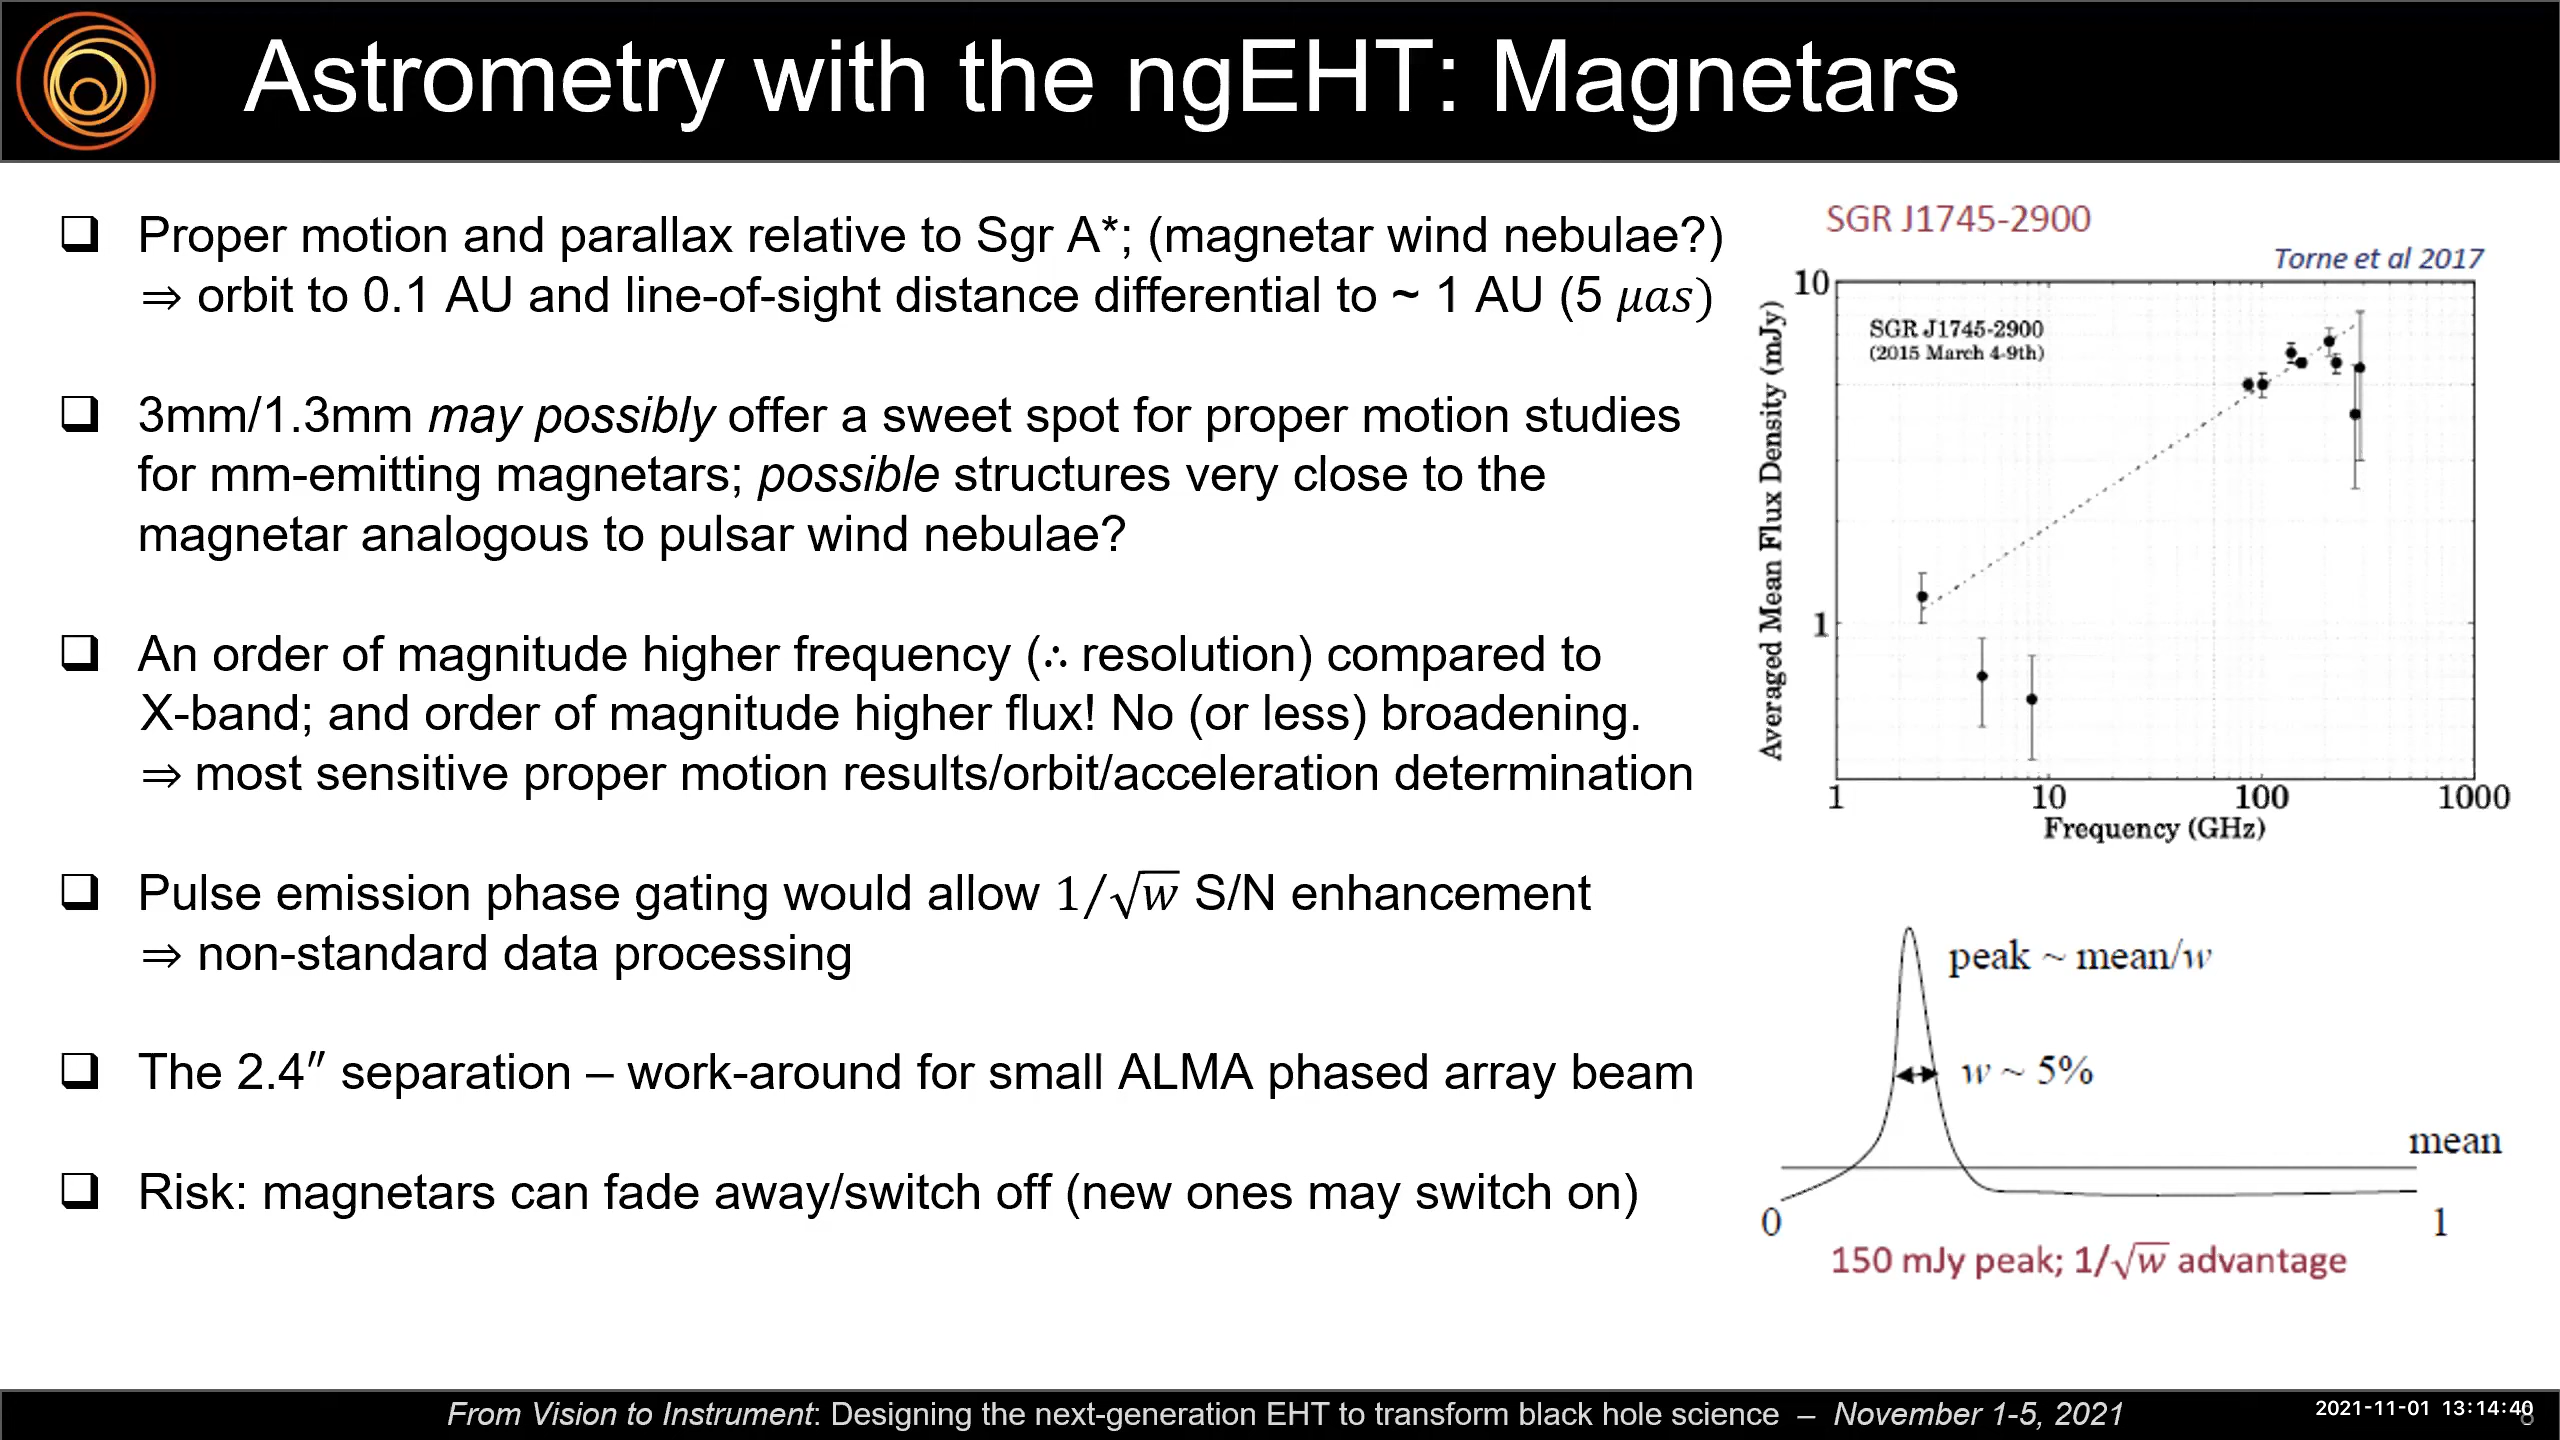 Astrometry with the ngEHT: Magnetars
❑ Proper motion and parallax relative to Sgr A*; (magnetar wind nebulae?)
⇒ orbit to 0.1 AU and line-of-sight distance differential to ~ 1 AU (5 μas)
❑ 3mm/1.3mm may possibly offer a sweet spot for proper motion studies
for mm-emitting magnetars; possible structures very close to the
magnetar analogous to pulsar wind nebulae?
❑ An order of magnitude higher frequency (∴ resolution) compared to
X-band; and order of magnitude higher flux! No (or less) broadening.
⇒ most sensitive proper motion results/orbit/acceleration determination
❑ Pulse emission phase gating would allow 1/√w S/N enhancement
⇒ non-standard data processing
❑ The 2.4″ separation – work-around for small ALMA phased array beam
❑ Risk: magnetars can fade away/switch off (new ones may switch on)
SGR J1745-2900
Torne et al 2017
10
SGR J1745-2900
(2015 March 4-9th)
Averaged Mean Flux Density (mJy)
1
1 10 100 1000
Frequency (GHz)
peak ~ mean/w
w ~ 5%
mean
0 1
150 mJy peak; 1/√w advantage
From Vision to Instrument: Designing the next-generation EHT to transform black hole science – November 1-5, 2021
2021-11-01 13:14:40
8